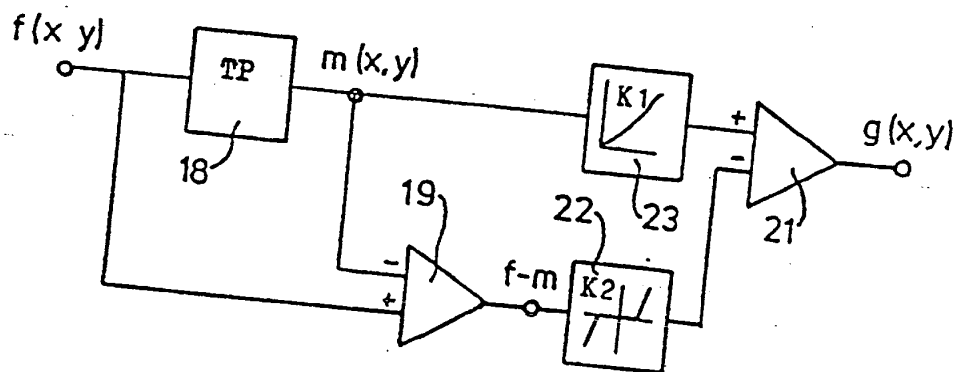 f(x y)
TP
m(x,y)
18
K1
23
+
-
21
g(x,y)
19
-
+
f-m
22
K2